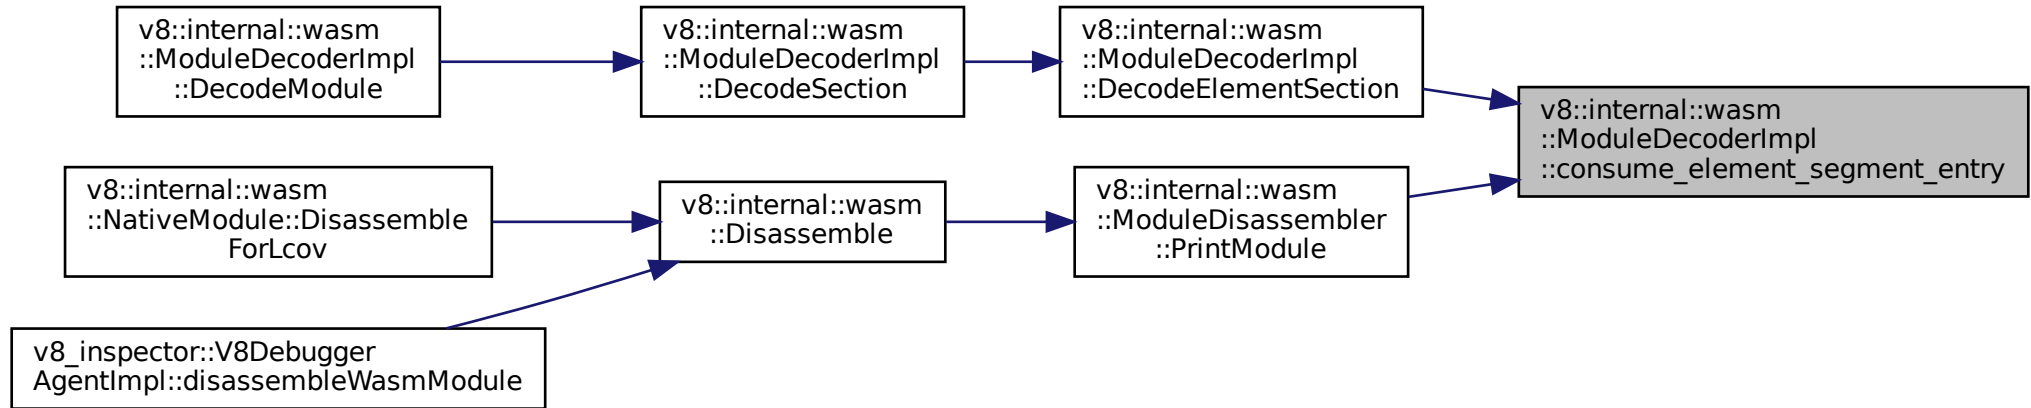 v8::internal::wasm
::ModuleDecoderImpl
::DecodeModule
v8::internal::wasm
::ModuleDecoderImpl
::DecodeSection
v8::internal::wasm
::ModuleDecoderImpl
::DecodeElementSection
v8::internal::wasm
::ModuleDecoderImpl
::consume_element_segment_entry
v8::internal::wasm
::NativeModule::Disassemble
ForLcov
v8::internal::wasm
::Disassemble
v8::internal::wasm
::ModuleDisassembler
::PrintModule
v8_inspector::V8Debugger
AgentImpl::disassembleWasmModule